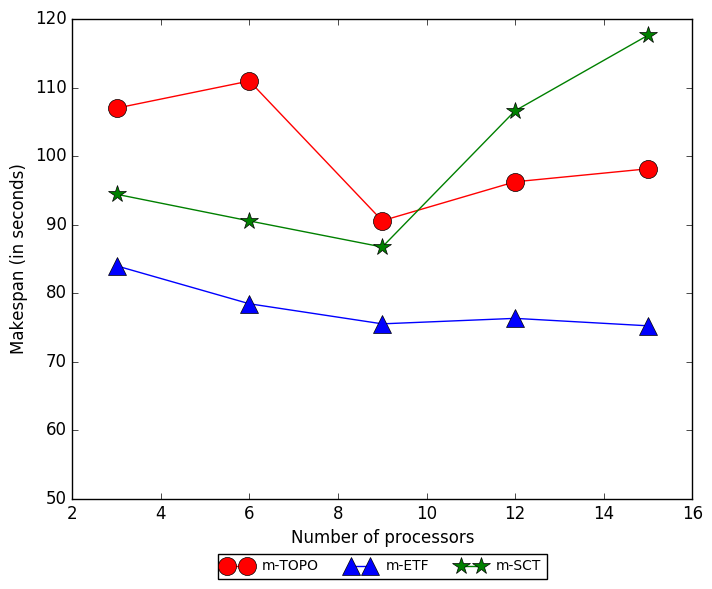 120
110
100
90
80
70
60
50
Makespan (in seconds)
2 4 6 8 10 12 14 16
Number of processors
m-TOPO m-ETF m-SCT